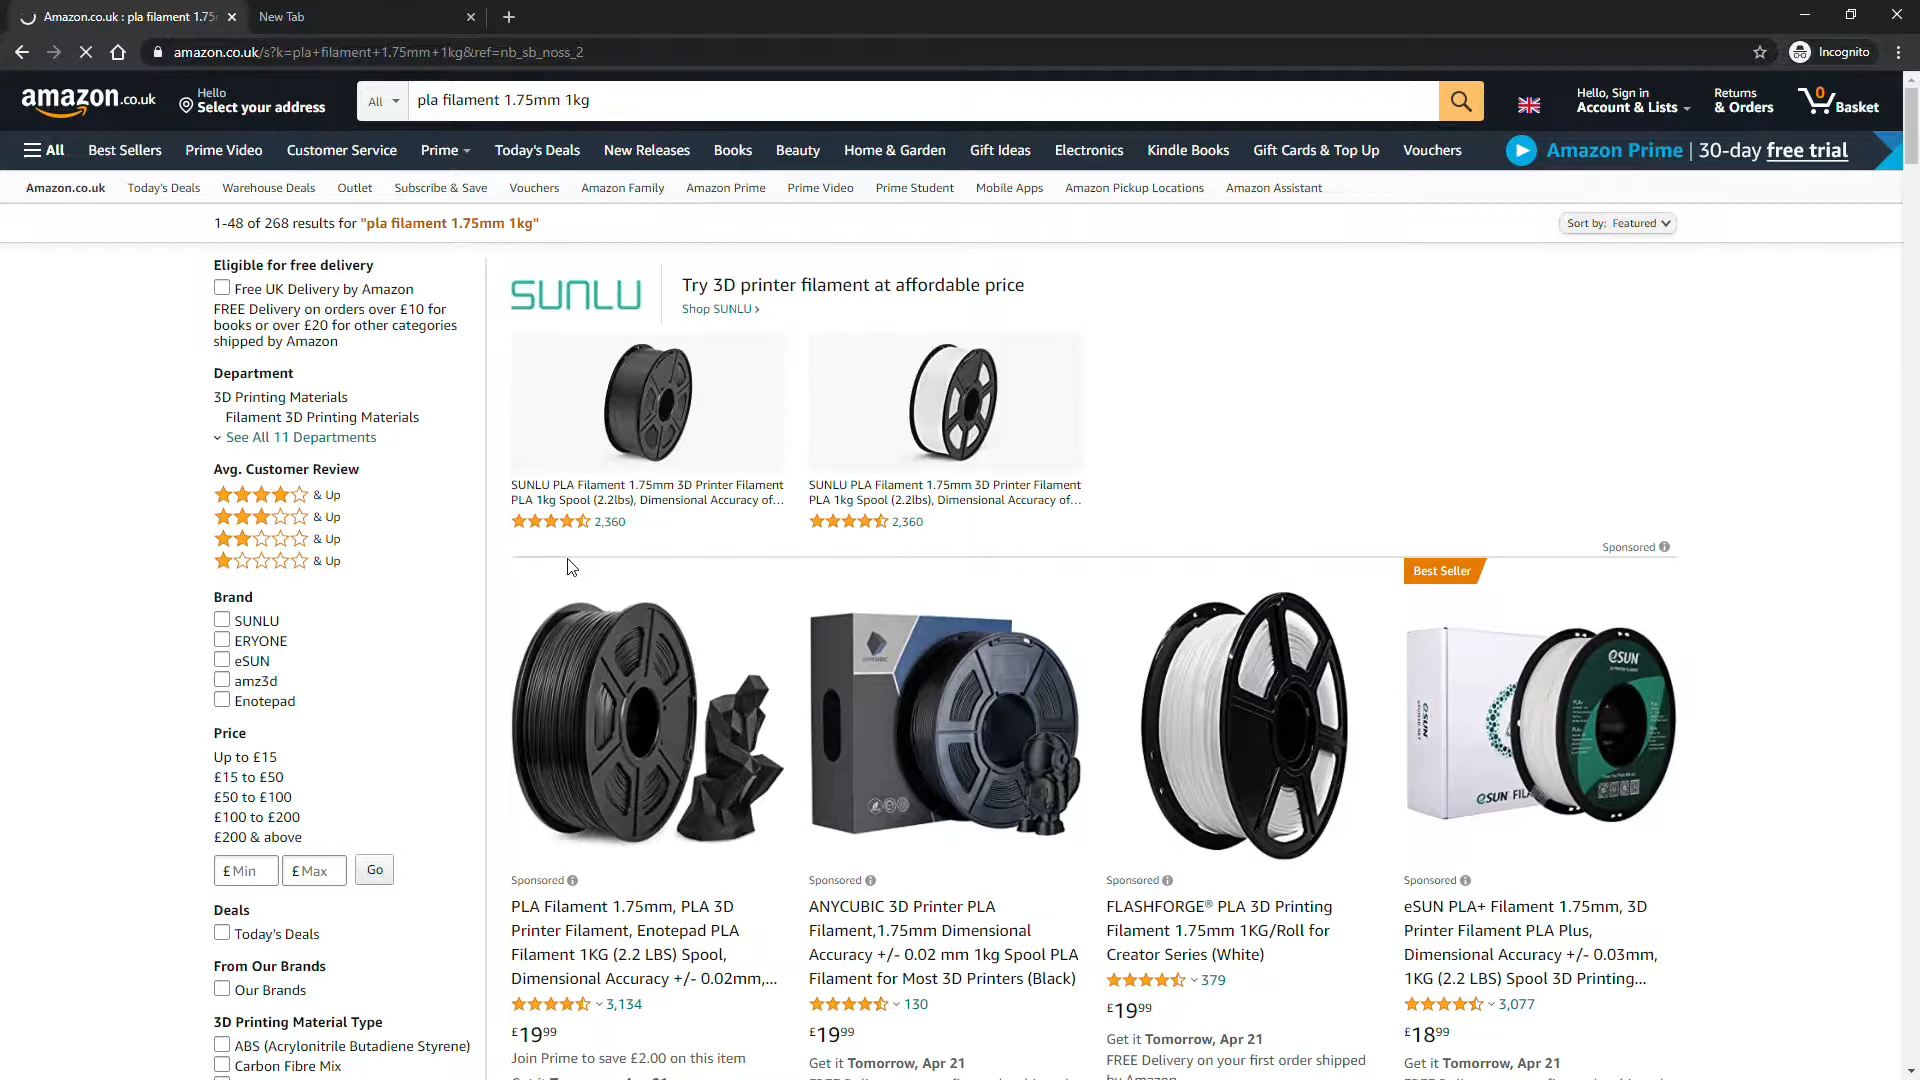 Amazon.co.uk : pla filament 1.75
New Tab
amazon.co.uk/s?k=pla+filament+1.75mm+1kg&ref=nb_sb_noss_2
Incognito
amazon.co.uk
Hello
Select your address
All
pla filament 1.75mm 1kg
Hello, Sign in
Account & Lists
Returns
& Orders
0
Basket
All
Best Sellers
Prime Video
Customer Service
Prime
Today's Deals
New Releases
Books
Beauty
Home & Garden
Gift Ideas
Electronics
Kindle Books
Gift Cards & Top Up
Vouchers
Amazon Prime | 30-day free trial
Amazon.co.uk
Today's Deals
Warehouse Deals
Outlet
Subscribe & Save
Vouchers
Amazon Family
Amazon Prime
Prime Video
Prime Student
Mobile Apps
Amazon Pickup Locations
Amazon Assistant
1-48 of 268 results for "pla filament 1.75mm 1kg"
Sort by: Featured
Eligible for free delivery
Free UK Delivery by Amazon
FREE Delivery on orders over £10 for
books or over £20 for other categories
shipped by Amazon
Department
3D Printing Materials
Filament 3D Printing Materials
See All 11 Departments
Avg. Customer Review
& Up
& Up
& Up
& Up
Brand
SUNLU
ERYONE
eSUN
amz3d
Enotepad
Price
Up to £15
£15 to £50
£50 to £100
£100 to £200
£200 & above
£ Min
£ Max
Go
Deals
Today's Deals
From Our Brands
Our Brands
3D Printing Material Type
ABS (Acrylonitrile Butadiene Styrene)
Carbon Fibre Mix
SUNLU
Try 3D printer filament at affordable price
Shop SUNLU ›
SUNLU PLA Filament 1.75mm 3D Printer Filament
PLA 1kg Spool (2.2lbs), Dimensional Accuracy of…
2,360
SUNLU PLA Filament 1.75mm 3D Printer Filament
PLA 1kg Spool (2.2lbs), Dimensional Accuracy of…
2,360
Sponsored
Sponsored
PLA Filament 1.75mm, PLA 3D
Printer Filament, Enotepad PLA
Filament 1KG (2.2 LBS) Spool,
Dimensional Accuracy +/- 0.02mm,...
3,134
£19.99
Join Prime to save £2.00 on this item
Get it Tomorrow, Apr 21
ANYCUBIC
Sponsored
ANYCUBIC 3D Printer PLA
Filament,1.75mm Dimensional
Accuracy +/- 0.02 mm 1kg Spool PLA
Filament for Most 3D Printers (Black)
130
£19.99
Get it Tomorrow, Apr 21
Sponsored
FLASHFORGE® PLA 3D Printing
Filament 1.75mm 1KG/Roll for
Creator Series (White)
379
£19.99
Get it Tomorrow, Apr 21
FREE Delivery on your first order shipped
by Amazon
Best Seller
eSUN
eSUN FILA
Sponsored
eSUN PLA+ Filament 1.75mm, 3D
Printer Filament PLA Plus,
Dimensional Accuracy +/- 0.03mm,
1KG (2.2 LBS) Spool 3D Printing...
3,077
£18.99
Get it Tomorrow, Apr 21